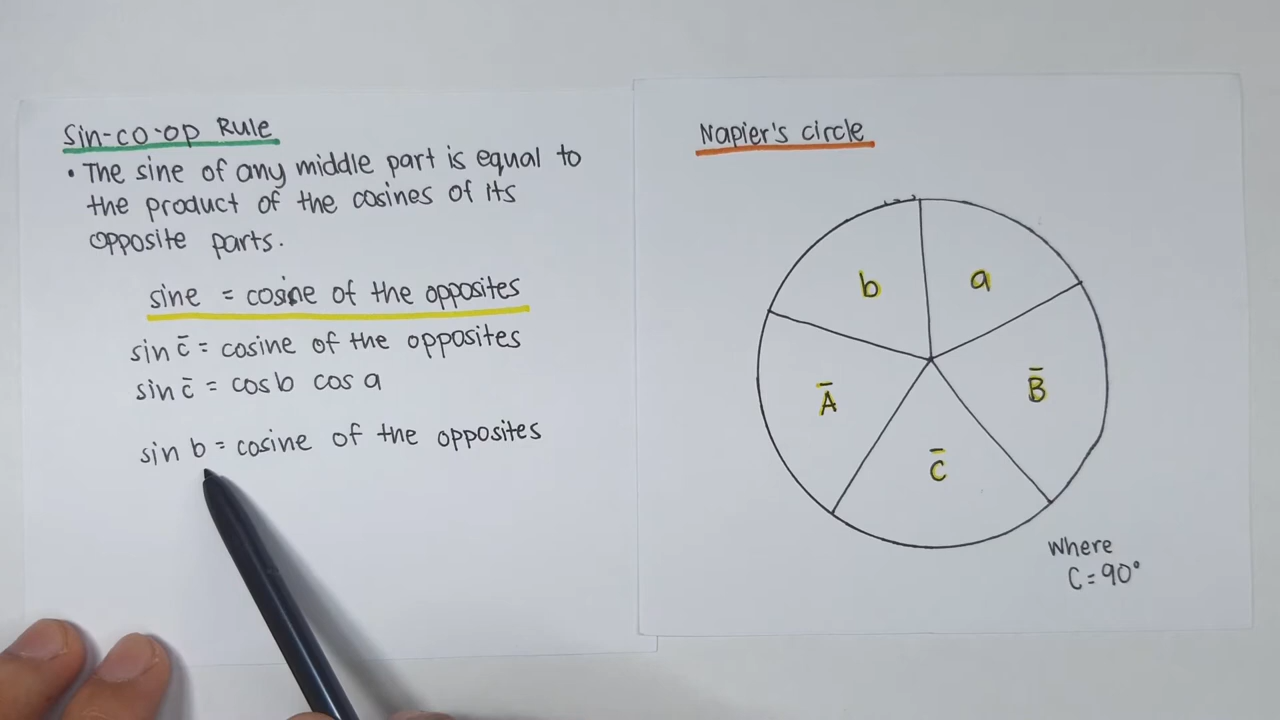 Sin-co-op Rule
• The sine of any middle part is equal to
the product of the cosines of its
opposite parts.
sine = cosine of the opposites
sin c̄ = cosine of the opposites
sin c̄ = cos b cos a
sin b = cosine of the opposites
Napier's circle
b a
Ā B̄
c̄
Where
C = 90°